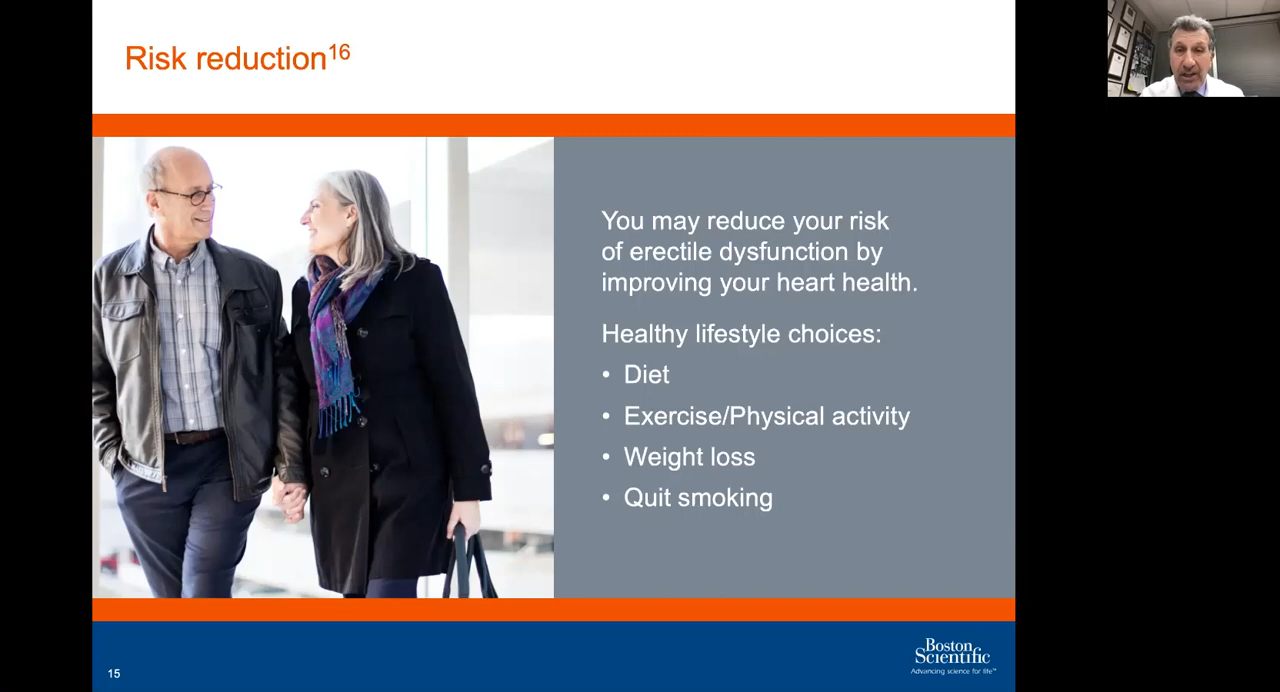 Risk reduction16
You may reduce your risk
of erectile dysfunction by
improving your heart health.
Healthy lifestyle choices:
• Diet
• Exercise/Physical activity
• Weight loss
• Quit smoking
15
Boston
Scientific
Advancing science for life™